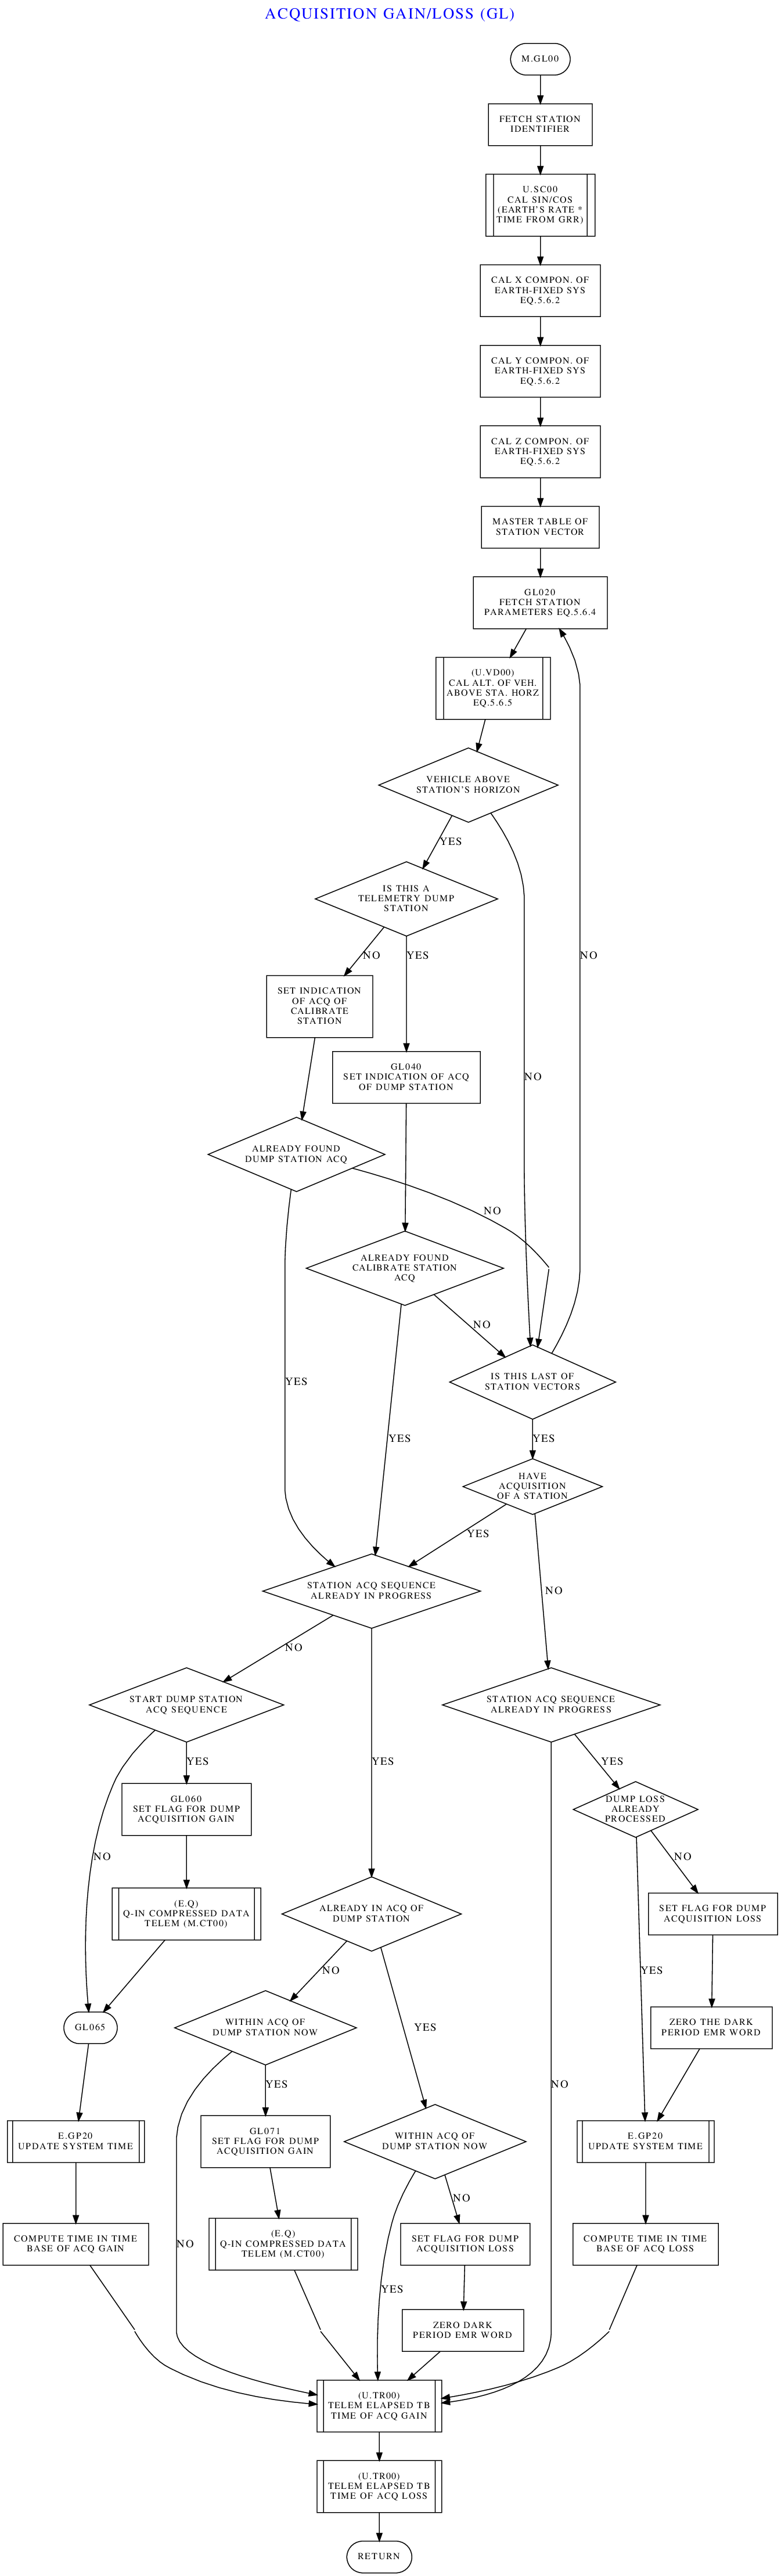 ACQUISITION GAIN/LOSS (GL)
M.GL00
FETCH STATION
IDENTIFIER
U.SC00
CAL SIN/COS
(EARTH'S RATE *
TIME FROM GRR)
CAL X COMPON. OF
EARTH-FIXED SYS
EQ.5.6.2
CAL Y COMPON. OF
EARTH-FIXED SYS
EQ.5.6.2
CAL Z COMPON. OF
EARTH-FIXED SYS
EQ.5.6.2
MASTER TABLE OF
STATION VECTOR
GL020
FETCH STATION
PARAMETERS EQ.5.6.4
(U.VD00)
CAL ALT. OF VEH.
ABOVE STA. HORZ
EQ.5.6.5
VEHICLE ABOVE
STATION'S HORIZON
YES
IS THIS A
TELEMETRY DUMP
STATION
NO
YES
NO
SET INDICATION
OF ACQ OF
CALIBRATE
STATION
GL040
SET INDICATION OF ACQ
OF DUMP STATION
NO
ALREADY FOUND
DUMP STATION ACQ
NO
ALREADY FOUND
CALIBRATE STATION
ACQ
NO
IS THIS LAST OF
STATION VECTORS
YES
YES
YES
HAVE
ACQUISITION
OF A STATION
YES
NO
STATION ACQ SEQUENCE
ALREADY IN PROGRESS
NO
START DUMP STATION
ACQ SEQUENCE
STATION ACQ SEQUENCE
ALREADY IN PROGRESS
YES
YES
YES
GL060
SET FLAG FOR DUMP
ACQUISITION GAIN
DUMP LOSS
ALREADY
PROCESSED
NO
NO
(E.Q)
Q-IN COMPRESSED DATA
TELEM (M.CT00)
ALREADY IN ACQ OF
DUMP STATION
SET FLAG FOR DUMP
ACQUISITION LOSS
NO
YES
GL065
WITHIN ACQ OF
DUMP STATION NOW
YES
ZERO THE DARK
PERIOD EMR WORD
YES
NO
E.GP20
UPDATE SYSTEM TIME
GL071
SET FLAG FOR DUMP
ACQUISITION GAIN
WITHIN ACQ OF
DUMP STATION NOW
E.GP20
UPDATE SYSTEM TIME
NO
COMPUTE TIME IN TIME
BASE OF ACQ GAIN
NO
(E.Q)
Q-IN COMPRESSED DATA
TELEM (M.CT00)
SET FLAG FOR DUMP
ACQUISITION LOSS
COMPUTE TIME IN TIME
BASE OF ACQ LOSS
YES
ZERO DARK
PERIOD EMR WORD
(U.TR00)
TELEM ELAPSED TB
TIME OF ACQ GAIN
(U.TR00)
TELEM ELAPSED TB
TIME OF ACQ LOSS
RETURN